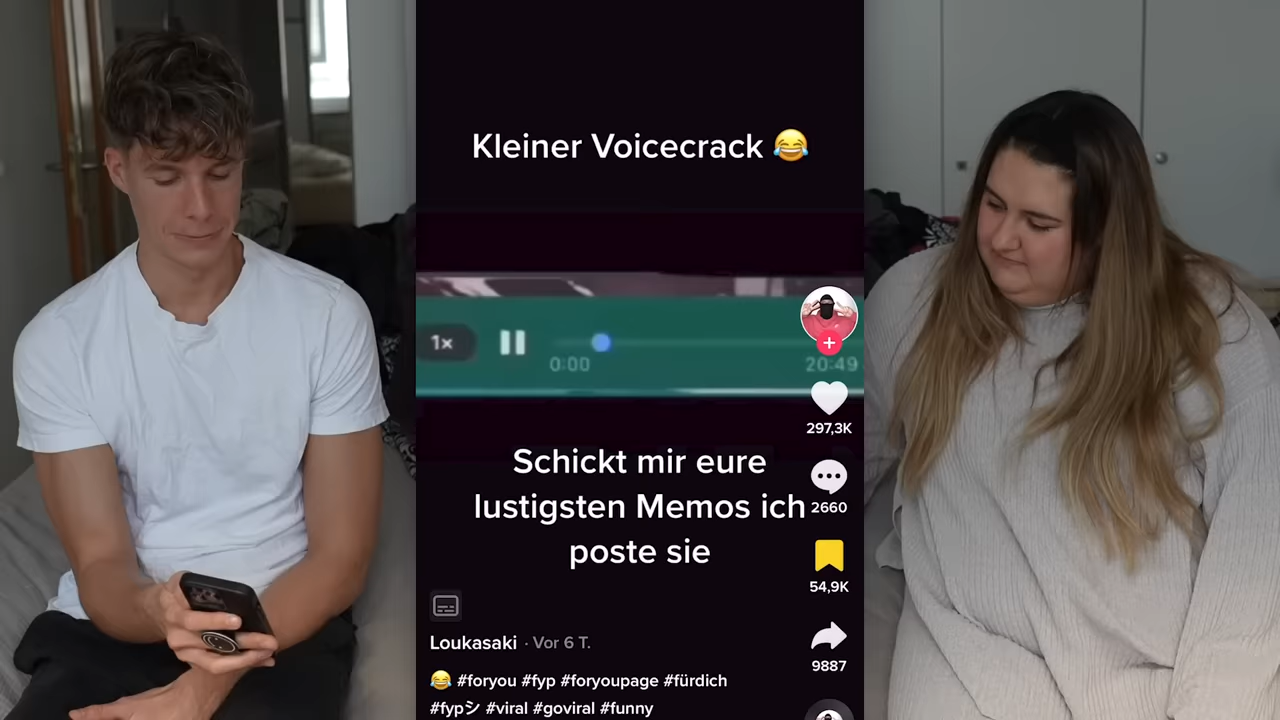 Kleiner Voicecrack 😂
1x
0:00
20:49
297,3K
Schickt mir eure
lustigsten Memos ich
poste sie
2660
54,9K
Loukasaki · Vor 6 T.
9887
😂 #foryou #fyp #foryoupage #fürdich
#fypシ #viral #goviral #funny